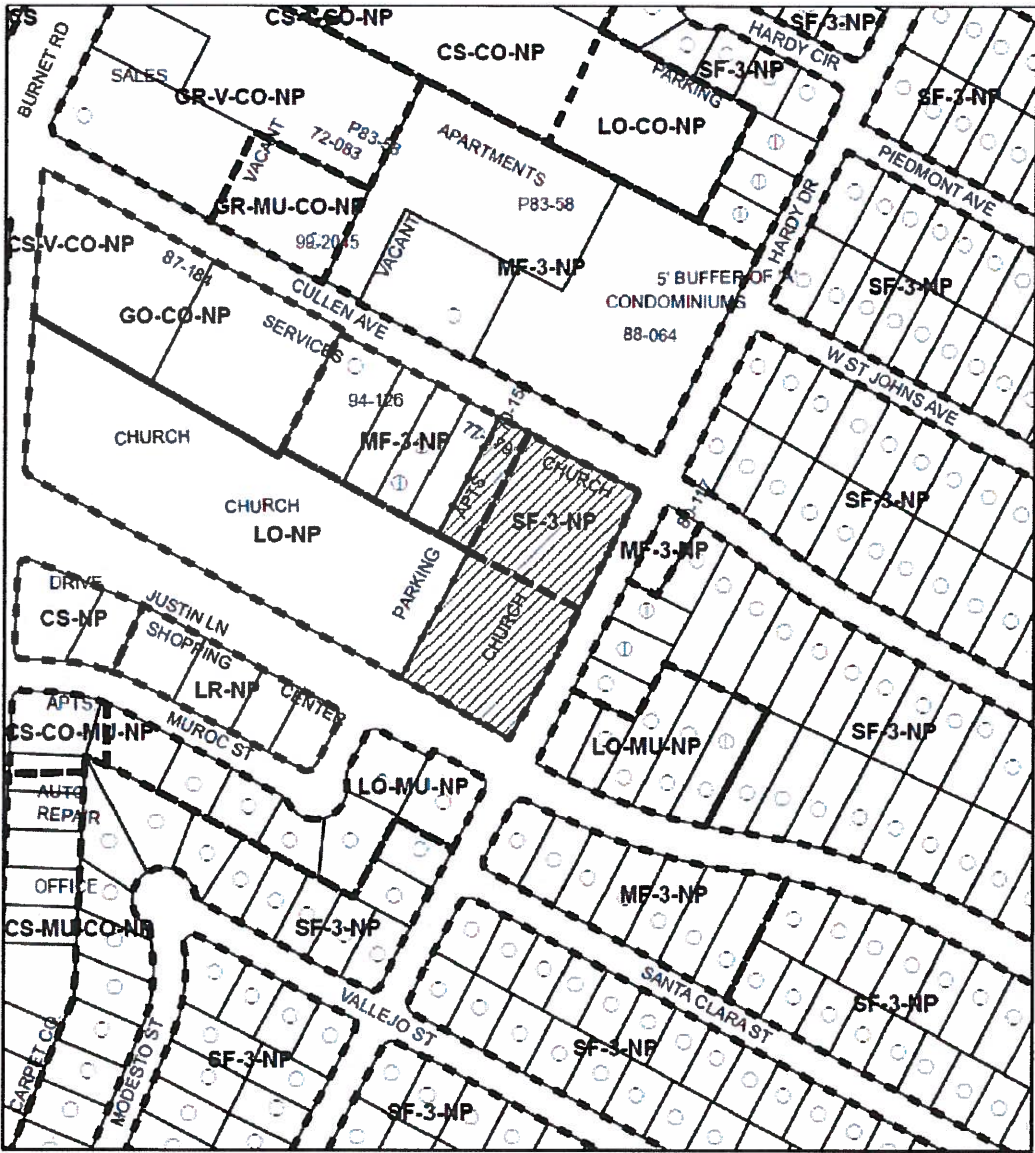 SS
CS-V-CO-NP
SF-3-NP
BURNET RD
CS-CO-NP
HARDY CIR
SALES
PARKING
SF-3-NP
GR-V-CO-NP
SF-3-NP
LO-CO-NP
P83-58
72-083
VACANT
APARTMENTS
PIEDMONT AVE
P83-58
GR-MU-CO-NP
HARDY DR
99-2045
VACANT
CS-V-CO-NP
87-184
MF-3-NP
5' BUFFER OF 'A'
CONDOMINIUMS
SF-3-NP
CULLEN AVE
GO-CO-NP
SERVICES
88-064
W ST JOHNS AVE
94-126
CHURCH
MF-3-NP
CHURCH
APTS
SF-3-NP
SF-3-NP
CHURCH
LO-NP
MF-3-NP
PARKING
DRIVE
CS-NP
JUSTIN LN
CHURCH
SHOPPING
CENTER
LR-NP
APTS
CS-CO-MU-NP
MUROC ST
LO-MU-NP
SF-3-NP
LO-MU-NP
AUTO
REPAIR
OFFICE
MF-3-NP
CS-MU-CO-NP
SF-3-NP
SANTA CLARA ST
SF-3-NP
VALLEJO ST
CARPET CO
MODESTO ST
SF-3-NP
SF-3-NP
SF-3-NP